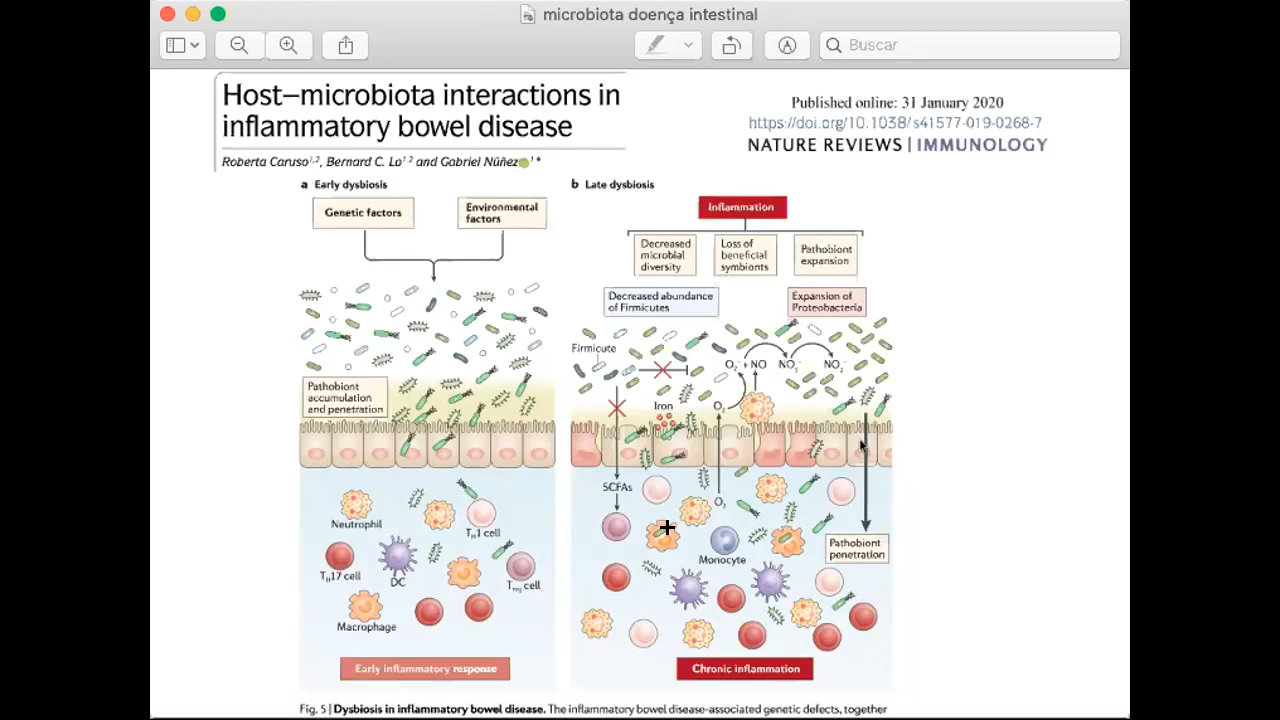 microbiota doença intestinal
Buscar
Host–microbiota interactions in
inflammatory bowel disease
Roberta Caruso1,2, Bernard C. Lo1,2 and Gabriel Núñez1*
Published online: 31 January 2020
https://doi.org/10.1038/s41577-019-0268-7
NATURE REVIEWS | IMMUNOLOGY
a Early dysbiosis
Genetic factors
Environmental
factors
Pathobiont
accumulation
and penetration
Neutrophil
TH1 cell
TH17 cell
DC
Treg cell
Macrophage
Early inflammatory response
b Late dysbiosis
Inflammation
Decreased
microbial
diversity
Loss of
beneficial
symbionts
Pathobiont
expansion
Decreased abundance
of Firmicutes
Expansion of
Proteobacteria
Firmicute
O2− + NO
NO3−
NO2−
Iron
O2
SCFAs
O2
Monocyte
Pathobiont
penetration
Chronic inflammation
Fig. 5 | Dysbiosis in inflammatory bowel disease. The inflammatory bowel disease-associated genetic defects, together